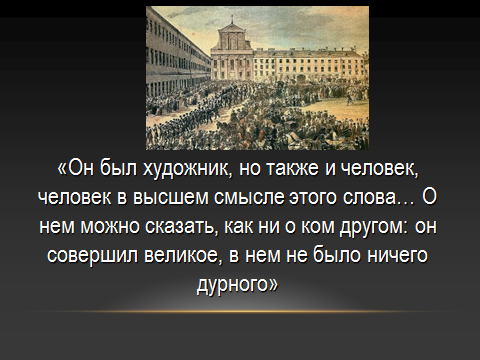 «Он был художник, но также и человек,
человек в высшем смысле этого слова… О
нем можно сказать, как ни о ком другом: он
совершил великое, в нем не было ничего
дурного»